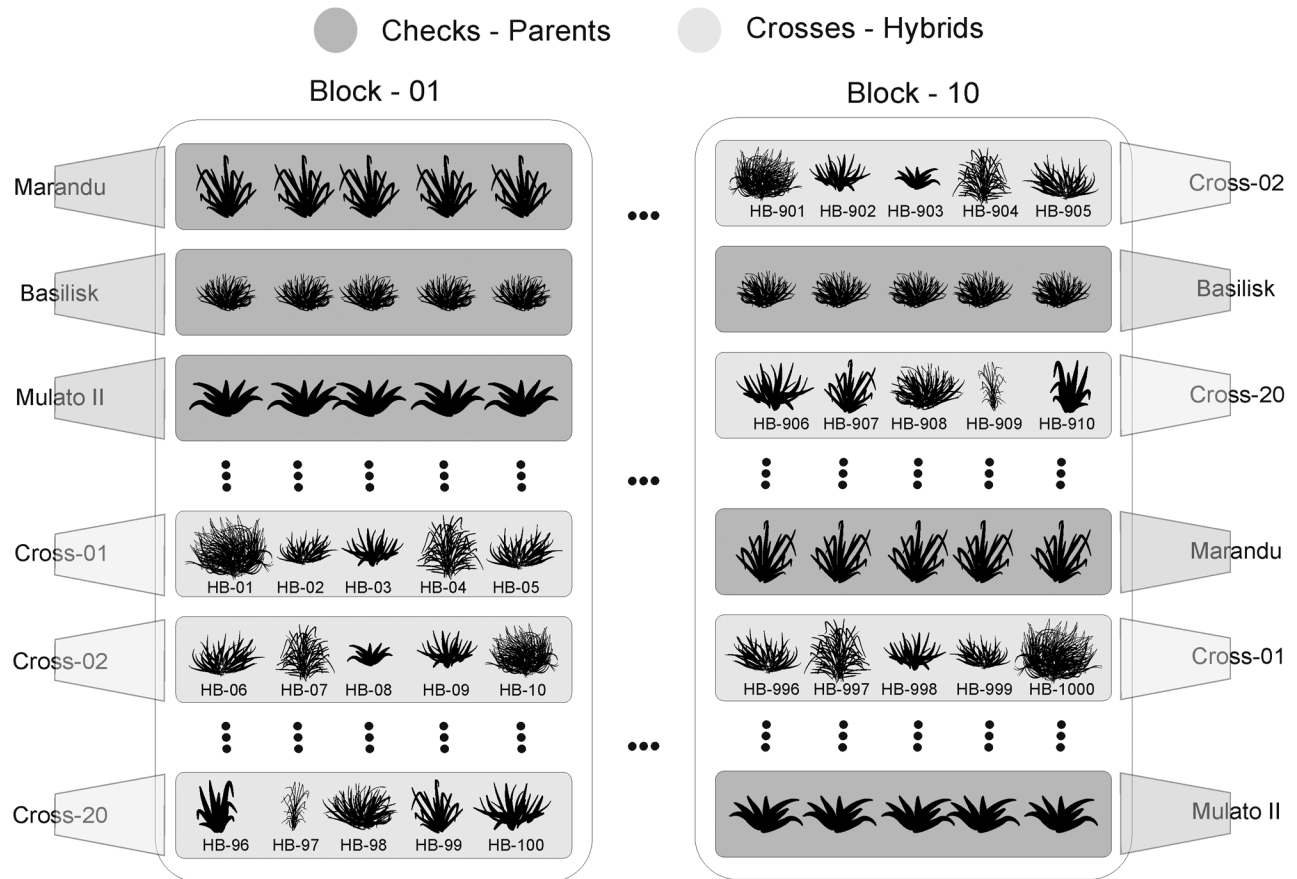 Checks - Parents
Crosses - Hybrids
Block - 01
Marandu
Basilisk
Mulato II
Cross-01
HB-01 HB-02 HB-03 HB-04 HB-05
Cross-02
HB-06 HB-07 HB-08 HB-09 HB-10
Cross-20
HB-96 HB-97 HB-98 HB-99 HB-100
Block - 10
Cross-02
HB-901 HB-902 HB-903 HB-904 HB-905
Basilisk
Cross-20
HB-906 HB-907 HB-908 HB-909 HB-910
Marandu
Cross-01
HB-996 HB-997 HB-998 HB-999 HB-1000
Mulato II